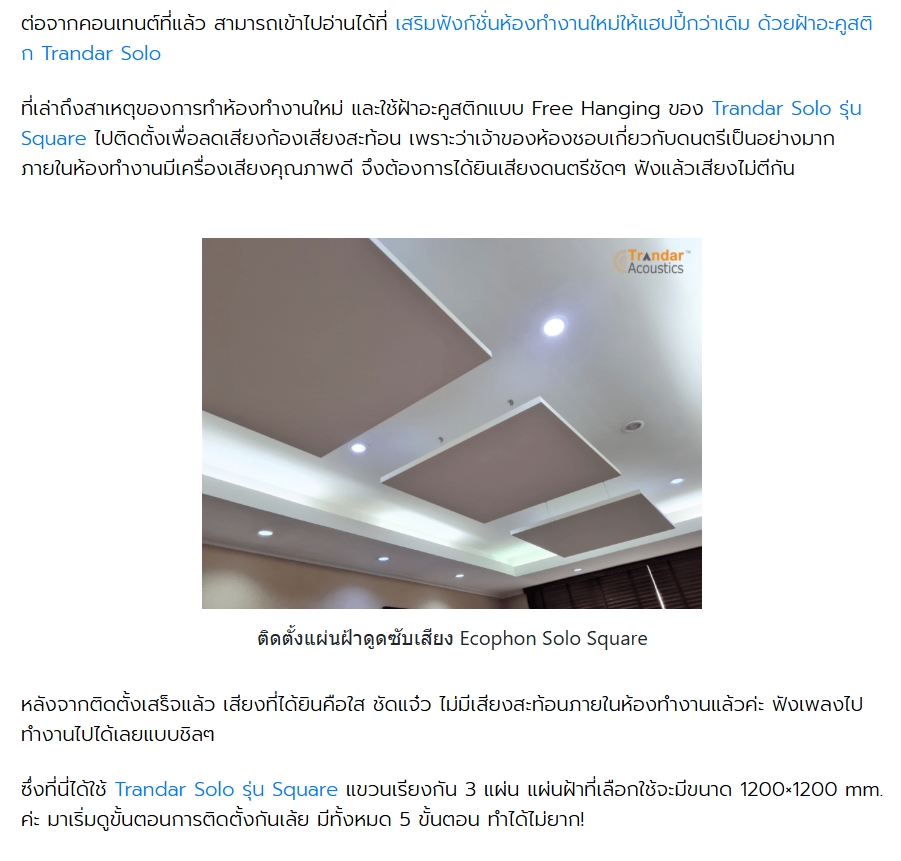 ต่อจากคอนเทนต์ที่แล้ว สามารถเข้าไปอ่านได้ที่ เสริมฟังก์ชั่นห้องทำงานใหม่ให้แฮปปี้กว่าเดิม ด้วยฝ้าอะคูสติ
ก Trandar Solo
ที่เล่าถึงสาเหตุของการทำห้องทำงานใหม่ และใช้ฝ้าอะคูสติกแบบ Free Hanging ของ Trandar Solo รุ่น
Square ไปติดตั้งเพื่อลดเสียงก้องเสียงสะท้อน เพราะว่าเจ้าของห้องชอบเกี่ยวกับดนตรีเป็นอย่างมาก
ภายในห้องทำงานมีเครื่องเสียงคุณภาพดี จึงต้องการได้ยินเสียงดนตรีชัดๆ ฟังแล้วเสียงไม่ตีกัน
Trandar™
Acoustics
ติดตั้งแผ่นฝ้าดูดซับเสียง Ecophon Solo Square
หลังจากติดตั้งเสร็จแล้ว เสียงที่ได้ยินคือใส ชัดแจ๋ว ไม่มีเสียงสะท้อนภายในห้องทำงานแล้วค่ะ ฟังเพลงไป
ทำงานไปได้เลยแบบชิลๆ
ซึ่งที่นี่ได้ใช้ Trandar Solo รุ่น Square แขวนเรียงกัน 3 แผ่น แผ่นฝ้าที่เลือกใช้จะมีขนาด 1200×1200 mm.
ค่ะ มาเริ่มดูขั้นตอนการติดตั้งกันเล้ย มีทั้งหมด 5 ขั้นตอน ทำได้ไม่ยาก!